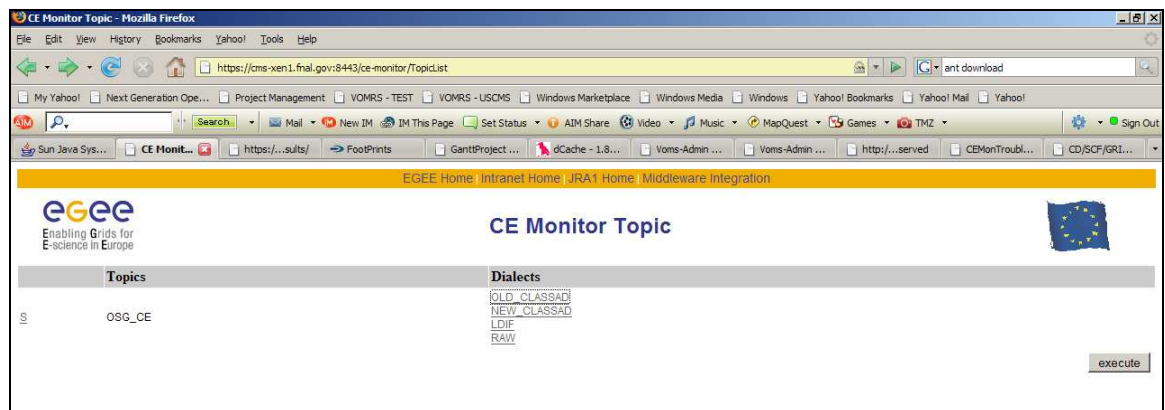 CE Monitor Topic - Mozilla Firefox
File Edit View History Bookmarks Yahoo! Tools Help
https://cms-xen1.fnal.gov:8443/ce-monitor/TopicList
ant download
My Yahoo! Next Generation Ope... Project Management VOMRS - TEST VOMRS - USCMS Windows Marketplace Windows Media Windows Yahoo! Bookmarks Yahoo! Mail Yahoo!
AIM Search Mail New IM IM This Page Set Status AIM Share Video Music MapQuest Games TMZ Sign Out
Sun Java Sys... CE Monit... https:/...sults/ FootPrints GanttProject ... dCache - 1.8... Voms-Admin ... Voms-Admin ... http:/...served CEMonTroubl... CD/SCF/GRI...
EGEE Home | Intranet Home | JRA1 Home | Middleware Integration
egee
Enabling Grids for
E-science in Europe
CE Monitor Topic
Topics Dialects
S OSG_CE
OLD_CLASSAD
NEW_CLASSAD
LDIF
RAW
execute